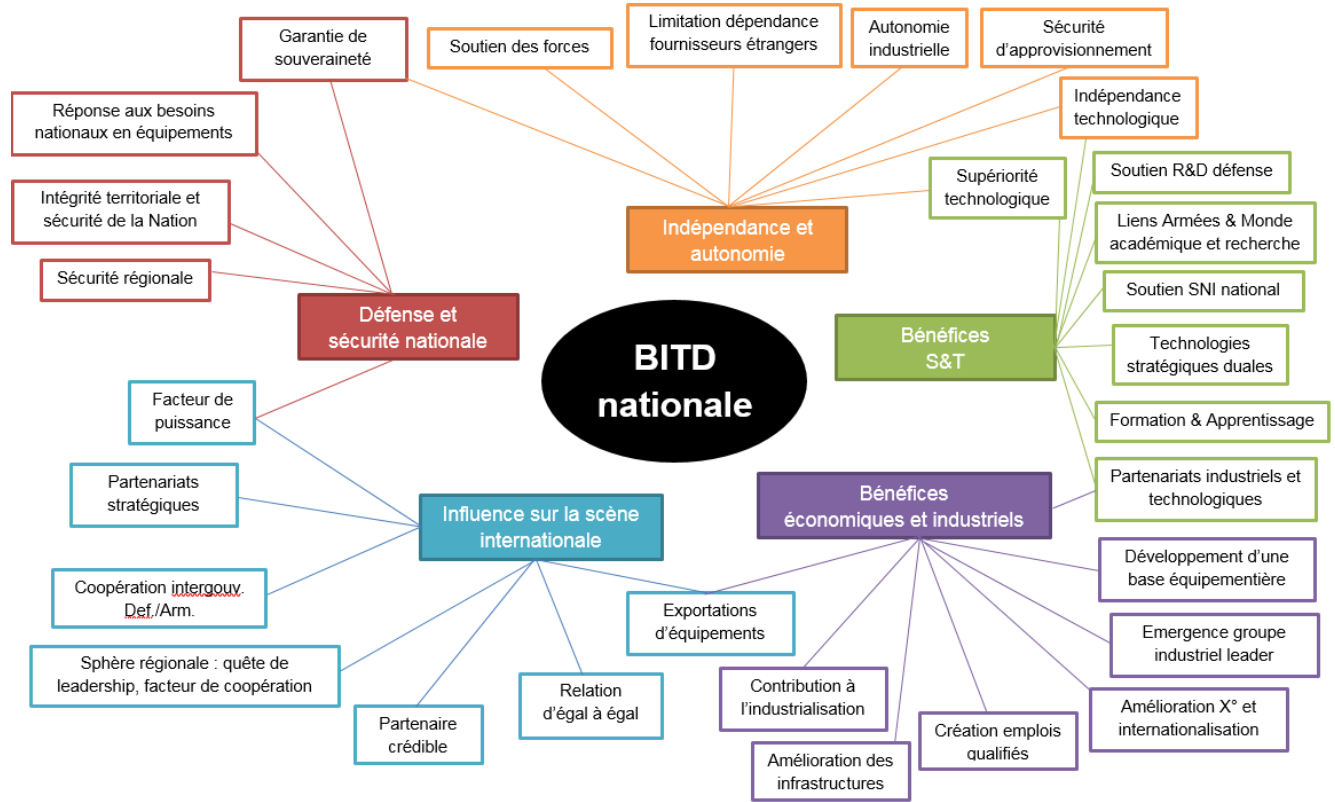 Garantie de
souveraineté
Soutien des forces
Limitation dépendance
fournisseurs étrangers
Autonomie
industrielle
Sécurité
d'approvisionnement
Indépendance
technologique
Réponse aux besoins
nationaux en équipements
Intégrité territoriale et
sécurité de la Nation
Sécurité régionale
Supériorité
technologique
Soutien R&D défense
Liens Armées & Monde
académique et recherche
Soutien SNI national
Technologies
stratégiques duales
Formation & Apprentissage
Partenariats industriels et
technologiques
Indépendance et
autonomie
Défense et
sécurité nationale
BITD
nationale
Bénéfices
S&T
Facteur de
puissance
Partenariats
stratégiques
Coopération intergouv.
Def./Arm.
Sphère régionale : quête de
leadership, facteur de coopération
Partenaire
crédible
Relation
d'égal à égal
Exportations
d'équipements
Influence sur la scène
internationale
Bénéfices
économiques et industriels
Développement d'une
base équipementière
Emergence groupe
industriel leader
Amélioration X° et
internationalisation
Création emplois
qualifiés
Contribution à
l'industrialisation
Amélioration des
infrastructures